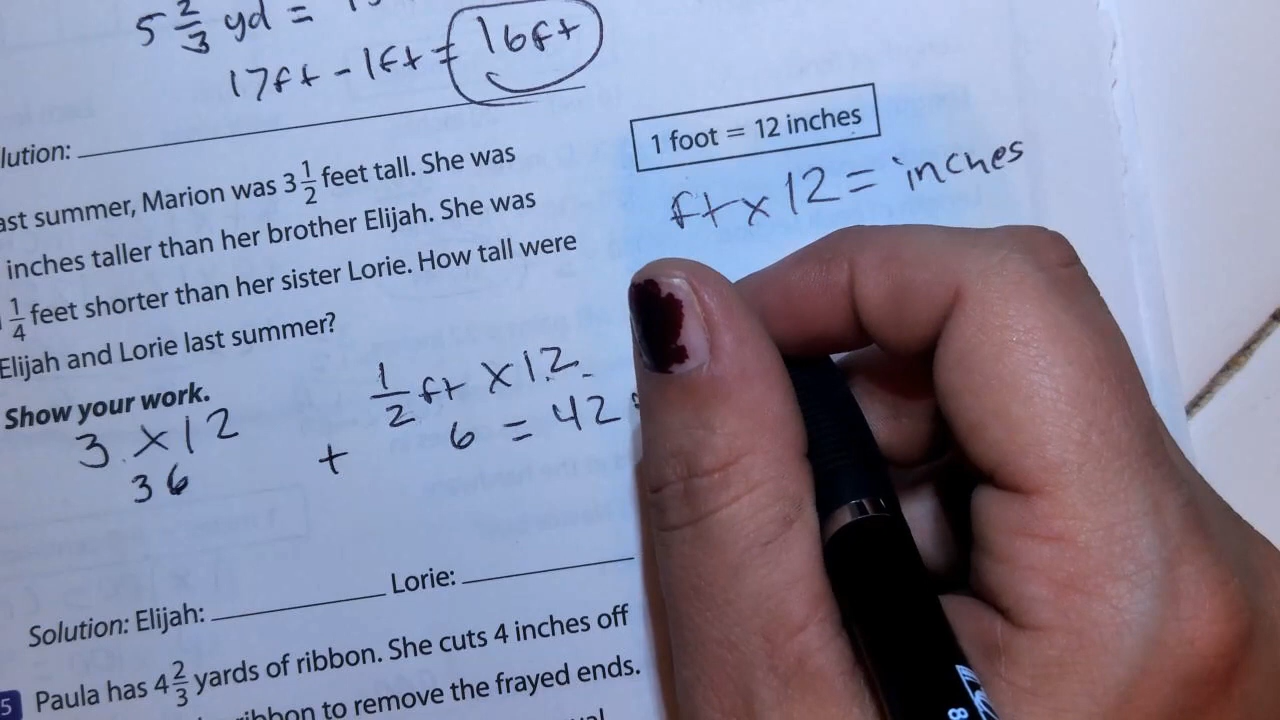 5 2/3 yd =
17ft - 1ft = 16ft
lution:
1 foot = 12 inches
ft x 12 = inches
ast summer, Marion was 3 1/2 feet tall. She was
inches taller than her brother Elijah. She was
1/4 feet shorter than her sister Lorie. How tall were
Elijah and Lorie last summer?
Show your work.
3 x 12 1/2 ft x 12
36 + 6 = 42
Solution: Elijah: Lorie:
5 Paula has 4 2/3 yards of ribbon. She cuts 4 inches off
ribbon to remove the frayed ends.
8